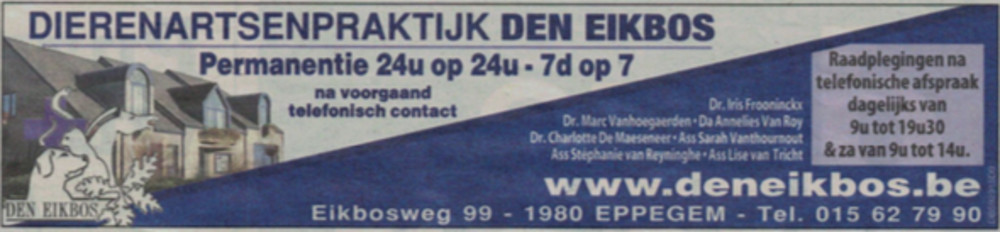 DIERENARTSENPRAKTIJK DEN EIKBOS
Permanentie 24u op 24u - 7d op 7
na voorgaand
telefonisch contact
Raadplegingen na
telefonische afspraak
dagelijks van
9u tot 19u30
& za van 9u tot 14u.
Dr. Iris Frooninckx
Dr. Marc Vanhoegaerden • Da Annelies Van Roy
Dr. Charlotte De Maeseneer • Ass Sarah Vanthournout
Ass Stéphanie van Reyninghe • Ass Lise van Tricht
www.deneikbos.be
DEN EIKBOS
Eikbosweg 99 - 1980 EPPEGEM - Tel. 015 62 79 90